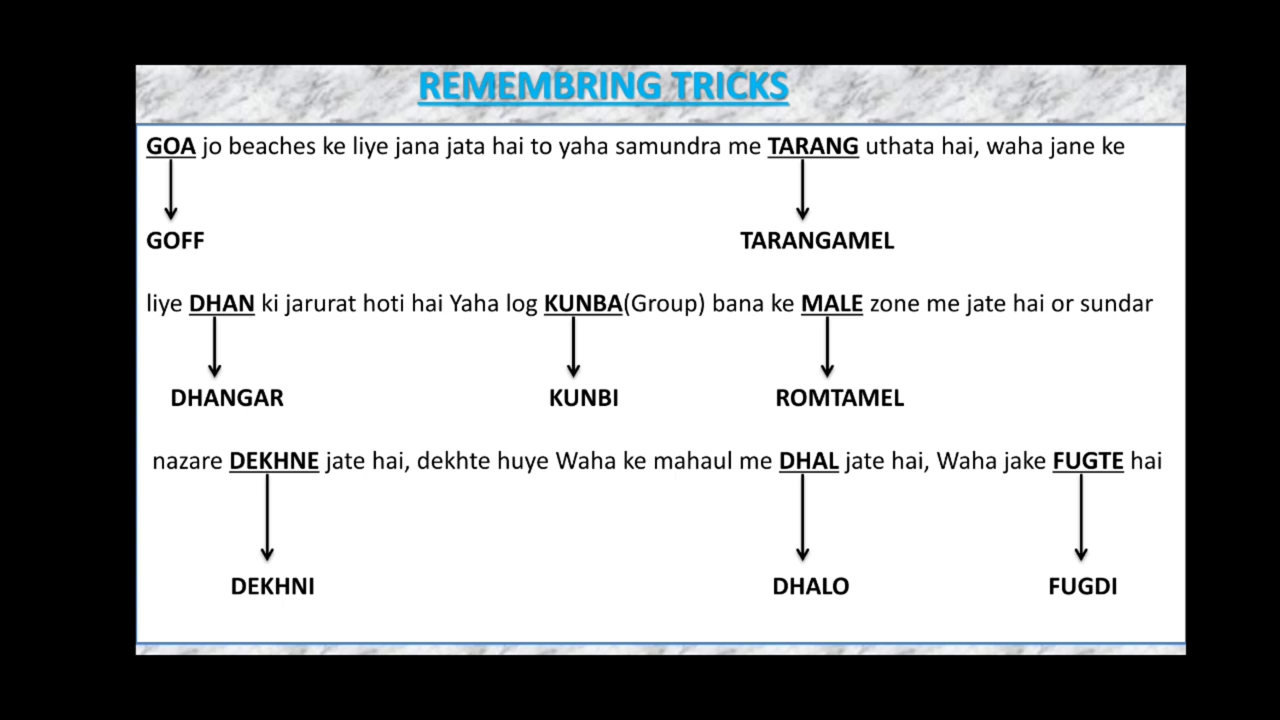 REMEMBRING TRICKS
GOA jo beaches ke liye jana jata hai to yaha samundra me TARANG uthata hai, waha jane ke
GOFF TARANGAMEL
liye DHAN ki jarurat hoti hai Yaha log KUNBA(Group) bana ke MALE zone me jate hai or sundar
DHANGAR KUNBI ROMTAMEL
nazare DEKHNE jate hai, dekhte huye Waha ke mahaul me DHAL jate hai, Waha jake FUGTE hai
DEKHNI DHALO FUGDI